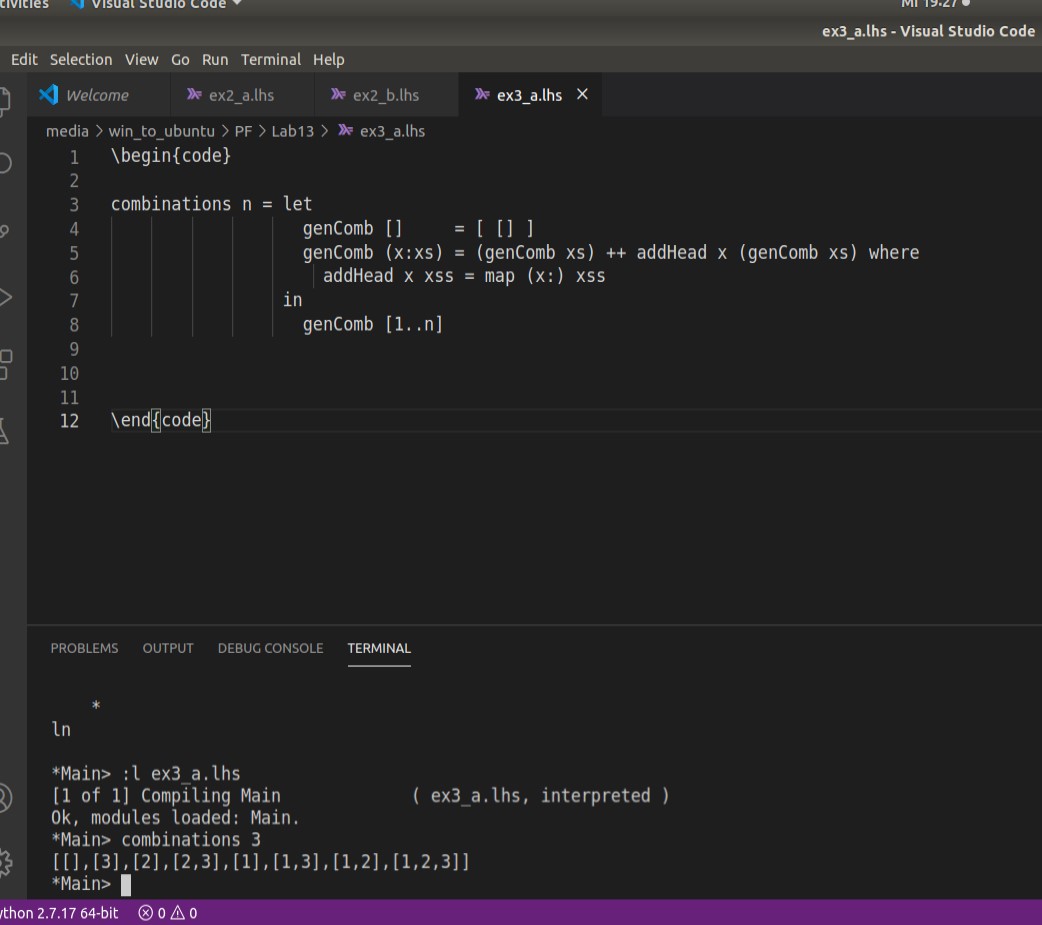 Visual Studio Code
ex3_a.lhs - Visual Studio Code
Edit Selection View Go Run Terminal Help
Welcome ex2_a.lhs ex2_b.lhs ex3_a.lhs ×
media > win_to_ubuntu > PF > Lab13 > ex3_a.lhs
1 \begin{code}
2
3 combinations n = let
4 genComb [] = [ [] ]
5 genComb (x:xs) = (genComb xs) ++ addHead x (genComb xs) where
6 addHead x xss = map (x:) xss
7 in
8 genComb [1..n]
9
10
11
12 \end{code}
PROBLEMS OUTPUT DEBUG CONSOLE TERMINAL
*
ln
*Main> :l ex3_a.lhs
[1 of 1] Compiling Main ( ex3_a.lhs, interpreted )
Ok, modules loaded: Main.
*Main> combinations 3
[[],[3],[2],[2,3],[1],[1,3],[1,2],[1,2,3]]
*Main>
ython 2.7.17 64-bit 0 0